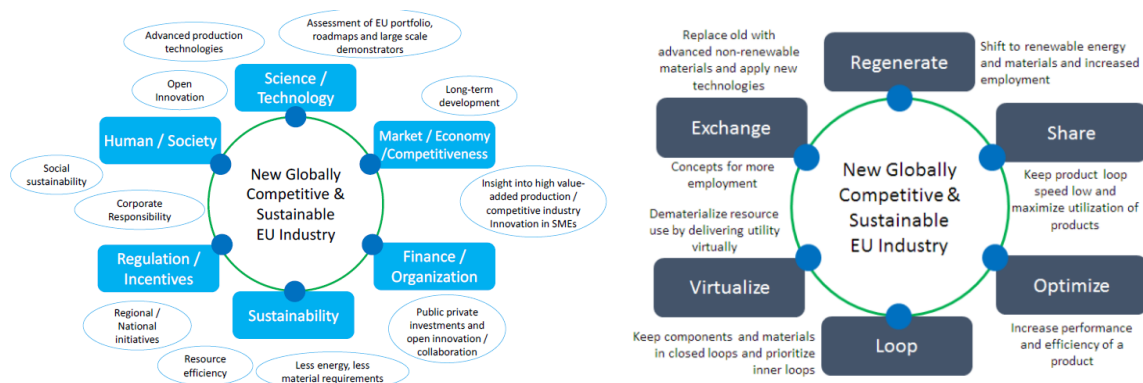 Advanced production
technologies
Assessment of EU portfolio,
roadmaps and large scale
demonstrators
Open
Innovation
Science /
Technology
Long-term
development
Human / Society
Market / Economy
/Competitiveness
Social
sustainability
New Globally
Competitive &
Sustainable
EU Industry
Insight into high value-
added production /
competitive industry
Innovation in SMEs
Corporate
Responsibility
Regulation /
Incentives
Finance /
Organization
Sustainability
Regional /
National
initiatives
Public private
investments and
open innovation /
collaboration
Resource
efficiency
Less energy, less
material requirements
Replace old with
advanced non-renewable
materials and apply new
technologies
Regenerate
Shift to renewable energy
and materials and increased
employment
Exchange
Share
Concepts for more
employment
New Globally
Competitive &
Sustainable
EU Industry
Keep product loop
speed low and
maximize utilization of
products
Dematerialize resource
use by delivering utility
virtually
Virtualize
Optimize
Keep components and materials
in closed loops and prioritize
inner loops
Loop
Increase performance
and efficiency of a
product